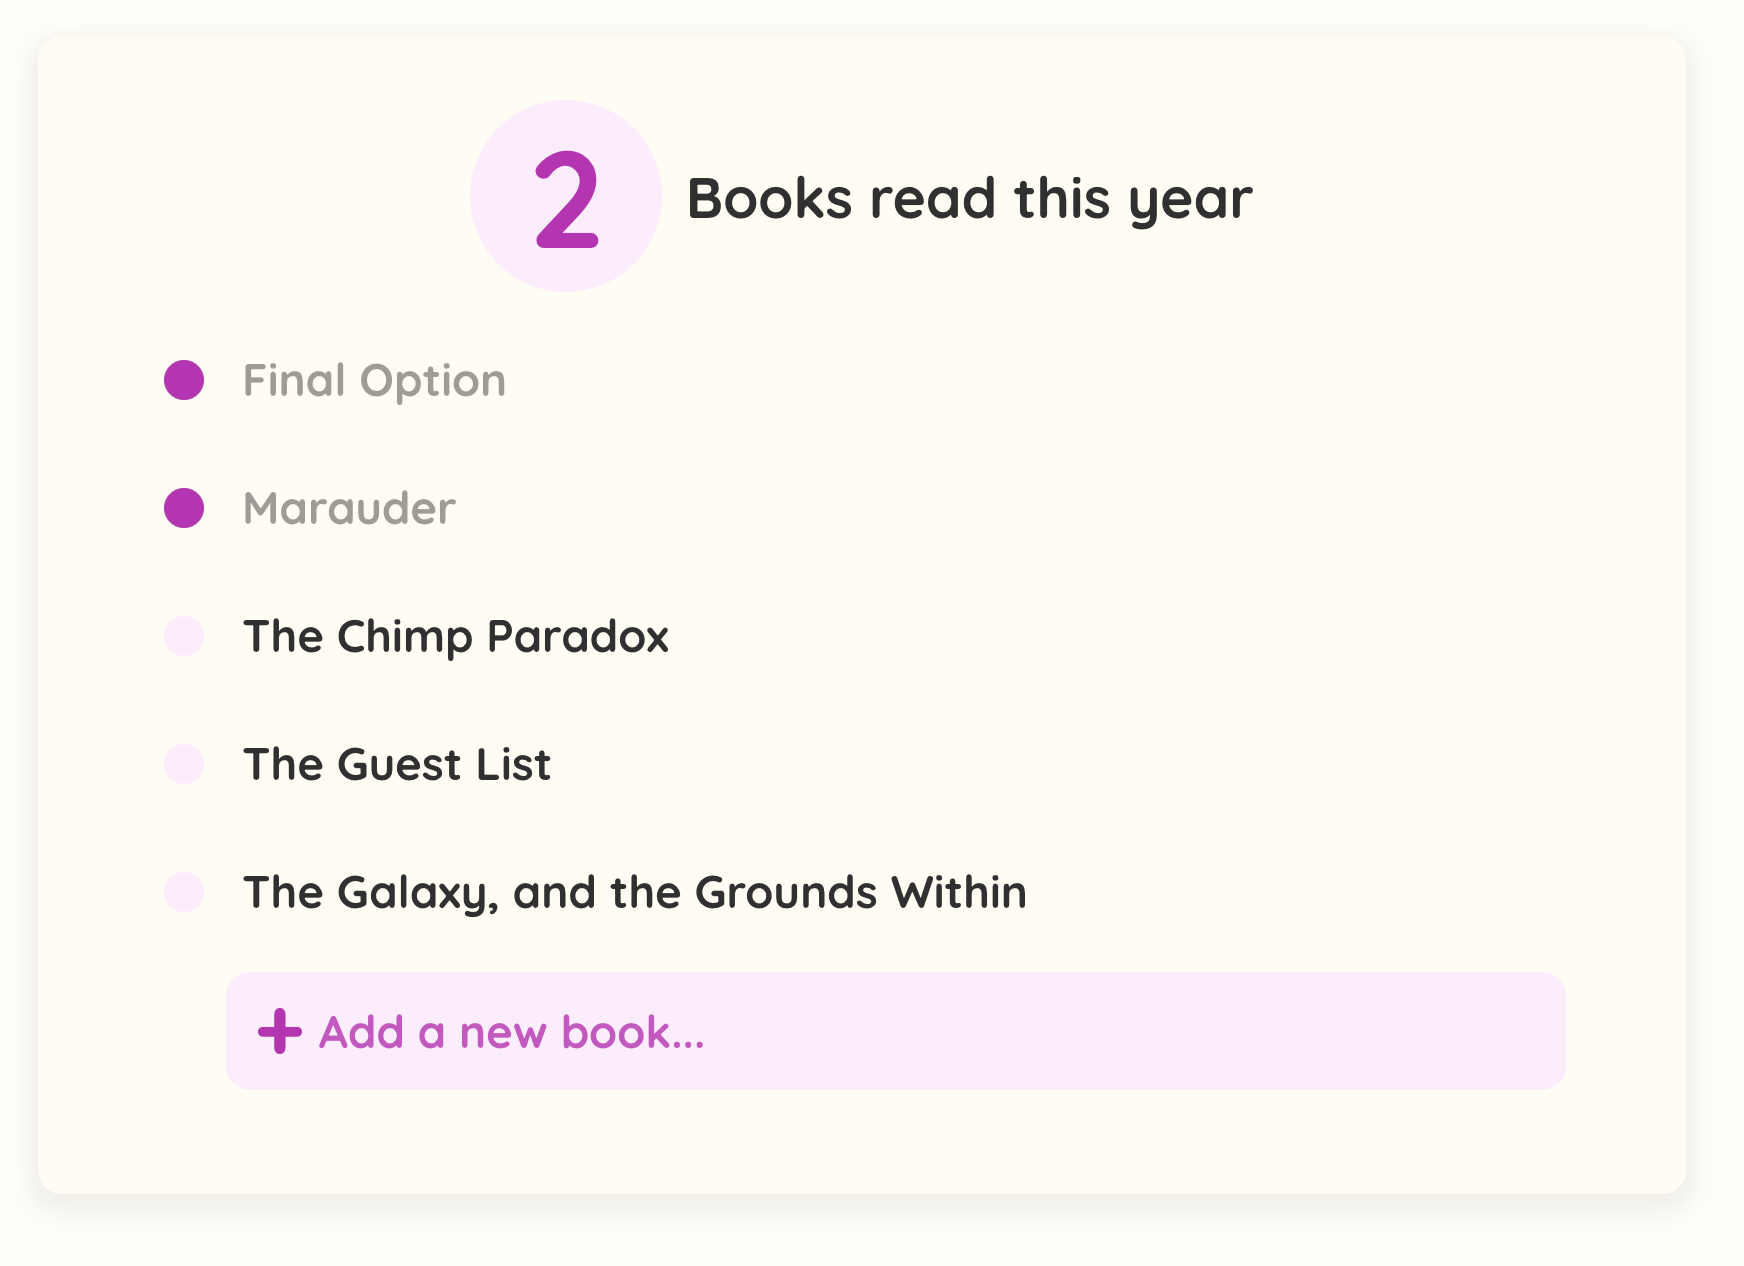 2
Books read this year
Final Option
Marauder
The Chimp Paradox
The Guest List
The Galaxy, and the Grounds Within
+ Add a new book...